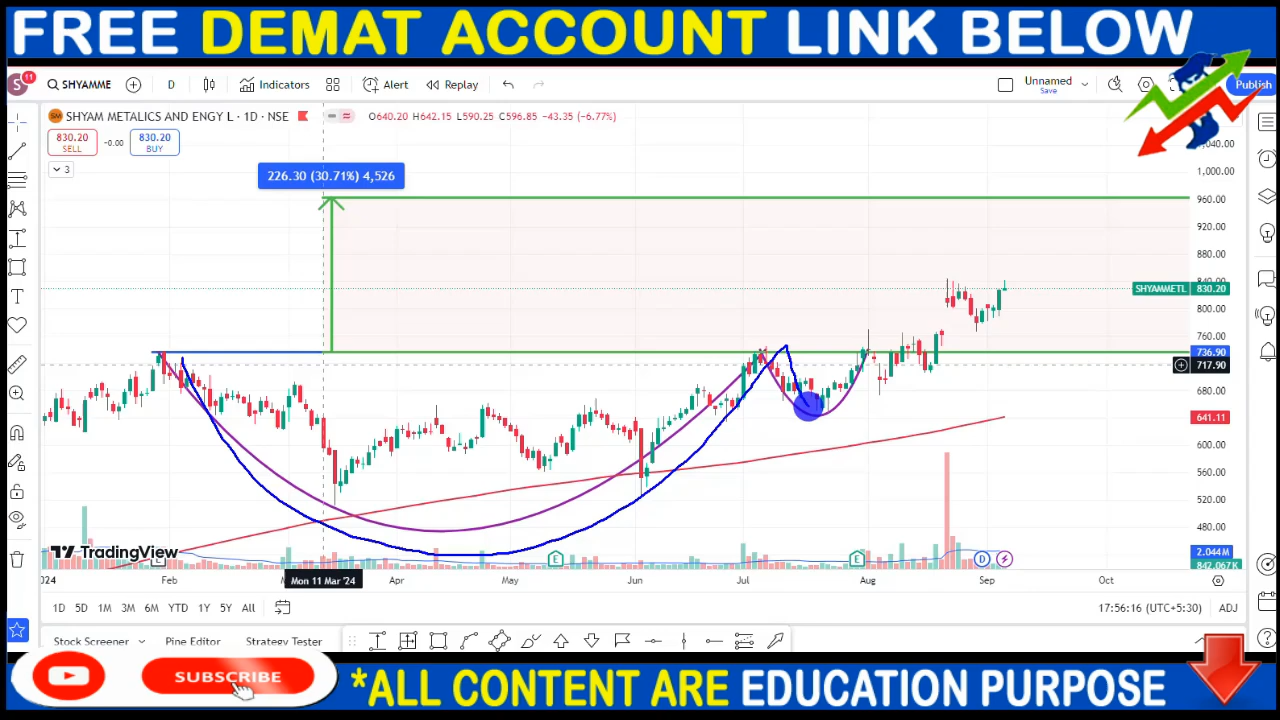 FREE DEMAT ACCOUNT LINK BELOW
S 11 SHYAMME D Indicators Alert Replay Unnamed Save Publish
SHYAM METALICS AND ENGY L · 1D · NSE O640.20 H642.15 L590.25 C596.85 -43.35 (-6.77%)
830.20 SELL -0.00 830.20 BUY
3
226.30 (30.71%) 4,526
1,040.00
1,000.00
960.00
920.00
880.00
840.00
SHYAMMETL 830.20
800.00
760.00
736.90
717.90
680.00
641.11
600.00
560.00
520.00
480.00
TradingView
E E D
2.044M
842.067K
2024 Feb Mon 11 Mar '24 Apr May Jun Jul Aug Sep Oct
1D 5D 1M 3M 6M YTD 1Y 5Y All 17:56:16 (UTC+5:30) ADJ
Stock Screener Pine Editor Strategy Tester
SUBSCRIBE
*ALL CONTENT ARE EDUCATION PURPOSE